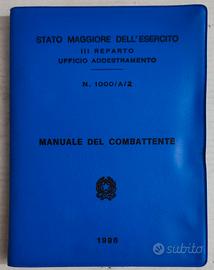 STATO MAGGIORE DELL'ESERCITO
III REPARTO
UFFICIO ADDESTRAMENTO
N. 1000/A/2
MANUALE DEL COMBATTENTE
1998
subito